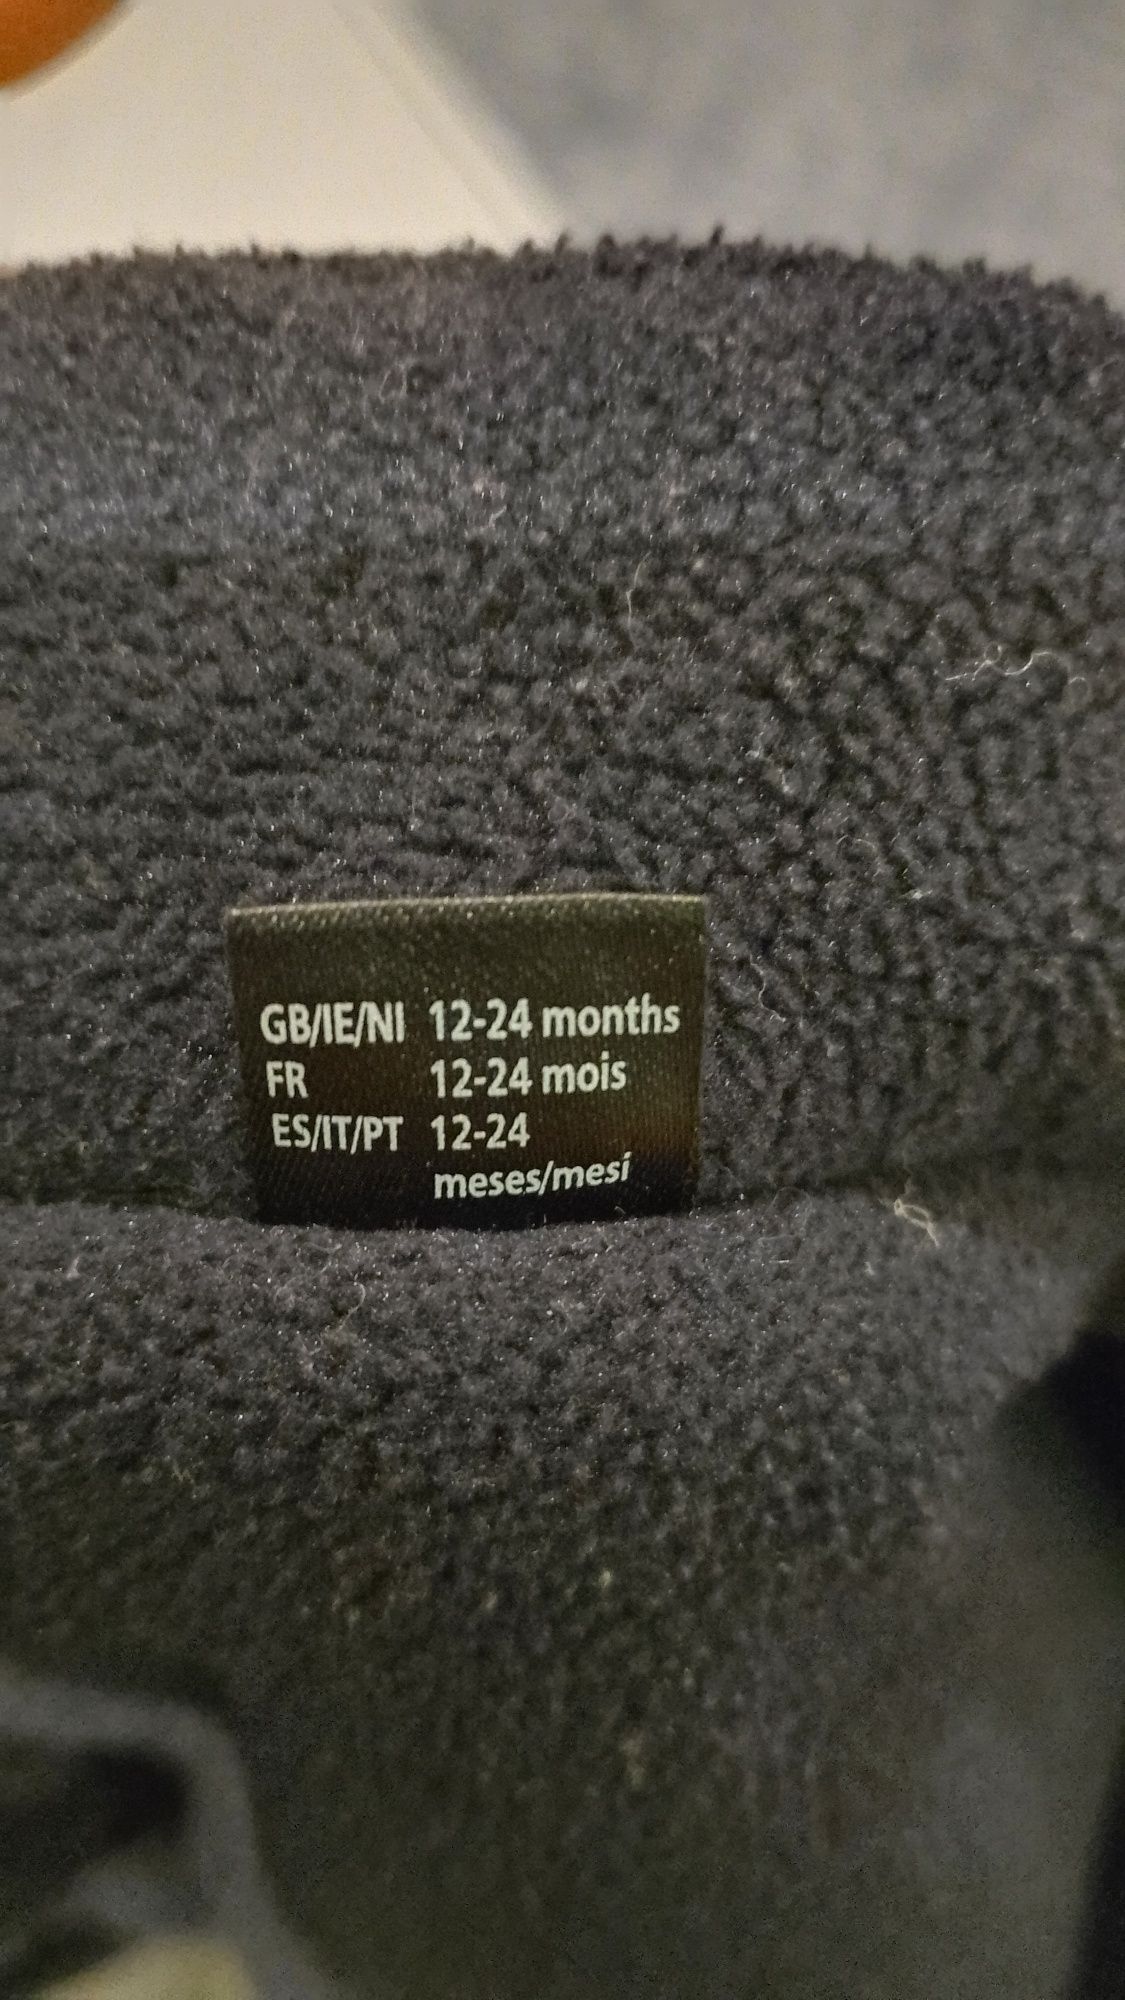 GB/IE/NI 12-24 months
FR 12-24 mois
ES/IT/PT 12-24
meses/mesi